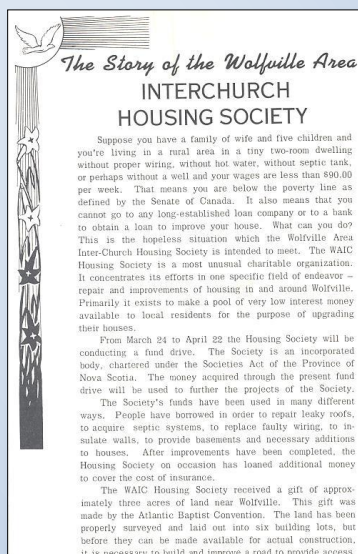 The Story of the Wolfville Area
INTERCHURCH
HOUSING SOCIETY
Suppose you have a family of wife and five children and
you're living in a rural area in a tiny two-room dwelling
without proper wiring, without hot water, without septic tank,
or perhaps without a well and your wages are less than $90.00
per week. That means you are below the poverty line as
defined by the Senate of Canada. It also means that you
cannot go to any long-established loan company or to a bank
to obtain a loan to improve your house. What can you do?
This is the hopeless situation which the Wolfville Area
Inter-Church Housing Society is intended to meet. The WAIC
Housing Society is a most unusual charitable organization.
It concentrates its efforts in one specific field of endeavor –
repair and improvements of housing in and around Wolfville.
Primarily it exists to make a pool of very low interest money
available to local residents for the purpose of upgrading
their houses.
From March 24 to April 22 the Housing Society will be
conducting a fund drive. The Society is an incorporated
body, chartered under the Societies Act of the Province of
Nova Scotia. The money acquired through the present fund
drive will be used to further the projects of the Society.
The Society's funds have been used in many different
ways. People have borrowed in order to repair leaky roofs,
to acquire septic systems, to replace faulty wiring, to in-
sulate walls, to provide basements and necessary additions
to houses. After improvements have been completed, the
Housing Society on occasion has loaned additional money
to cover the cost of insurance.
The WAIC Housing Society received a gift of approx-
imately three acres of land near Wolfville. This gift was
made by the Atlantic Baptist Convention. The land has been
properly surveyed and laid out into six building lots, but
before they can be made available for actual construction,
it is necessary to build and improve a road to provide access